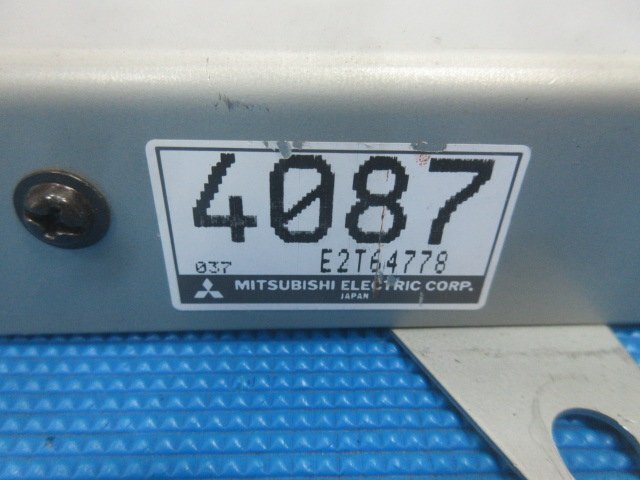 4087
037 E2T64778
MITSUBISHI ELECTRIC CORP.
JAPAN